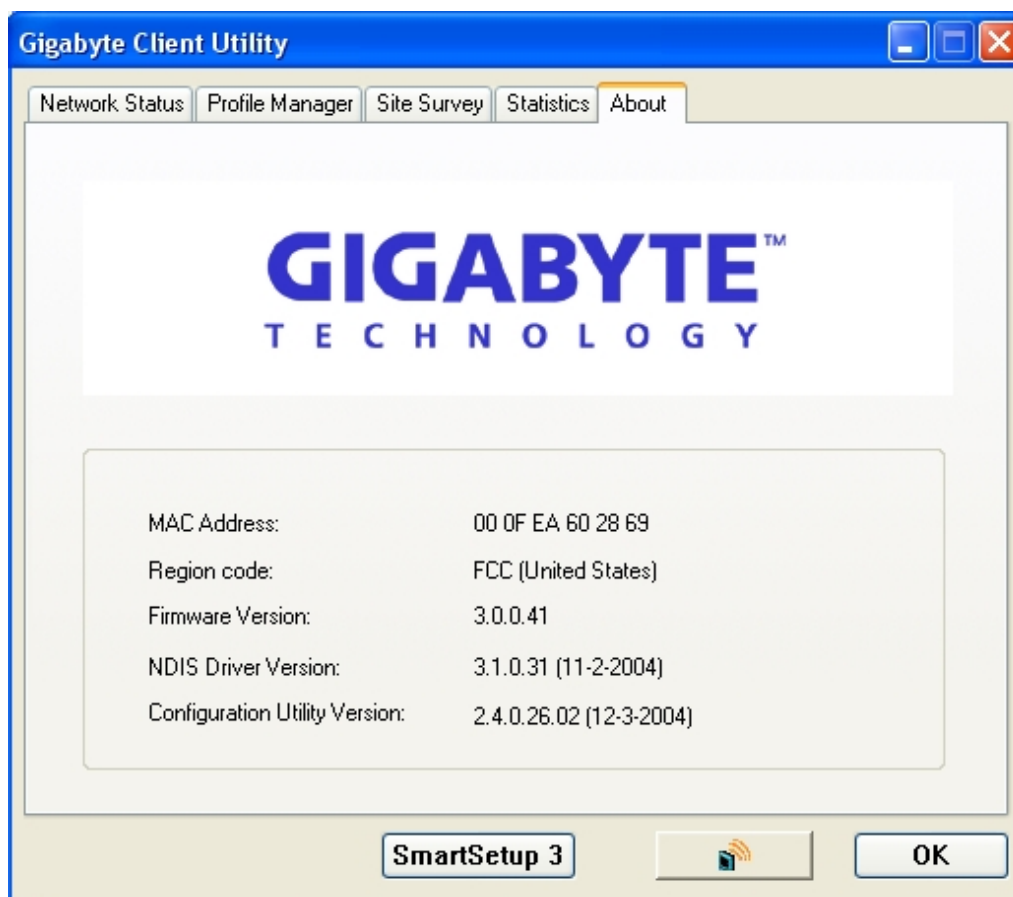 Gigabyte Client Utility
Network Status Profile Manager Site Survey Statistics About
GIGABYTE™
TECHNOLOGY
MAC Address: 00 0F EA 60 28 69
Region code: FCC (United States)
Firmware Version: 3.0.0.41
NDIS Driver Version: 3.1.0.31 (11-2-2004)
Configuration Utility Version: 2.4.0.26.02 (12-3-2004)
SmartSetup 3 OK